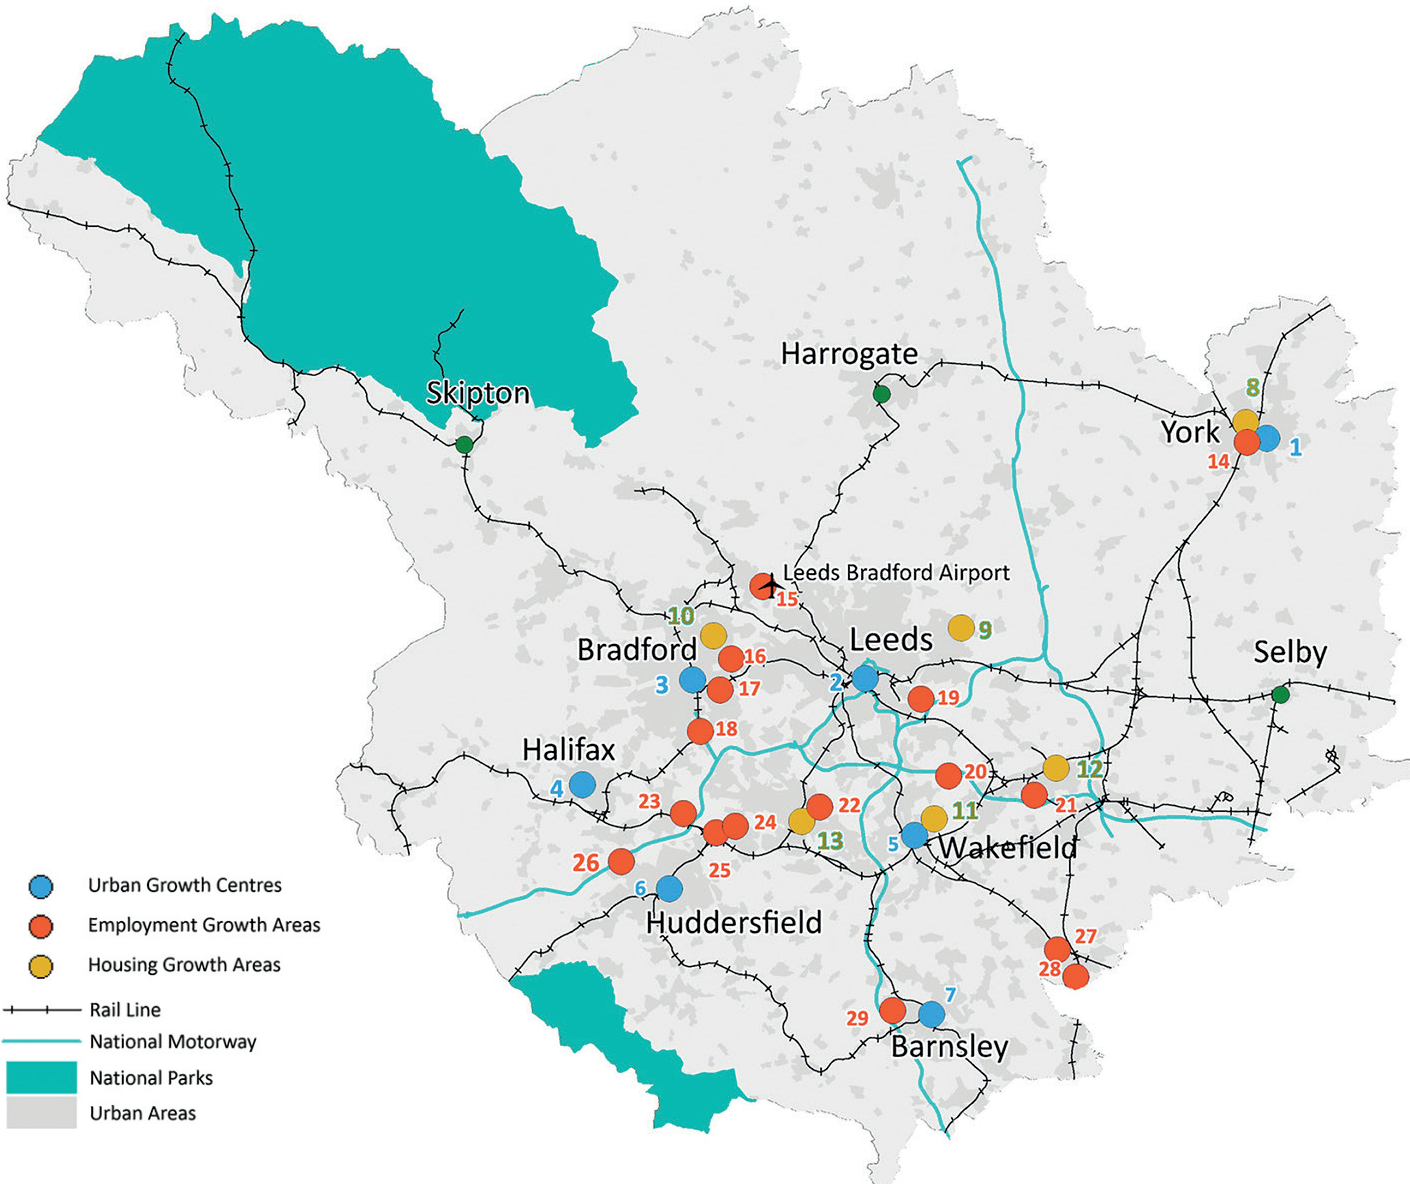 Harrogate
8
Skipton
York
1
14
Leeds Bradford Airport
15
10
9
Leeds
Bradford
16
Selby
3
17
2
19
18
Halifax
20
12
4
23
22
21
11
24
13
5
Wakefield
26
25
6
Huddersfield
27
28
7
29
Barnsley
Urban Growth Centres
Employment Growth Areas
Housing Growth Areas
Rail Line
National Motorway
National Parks
Urban Areas